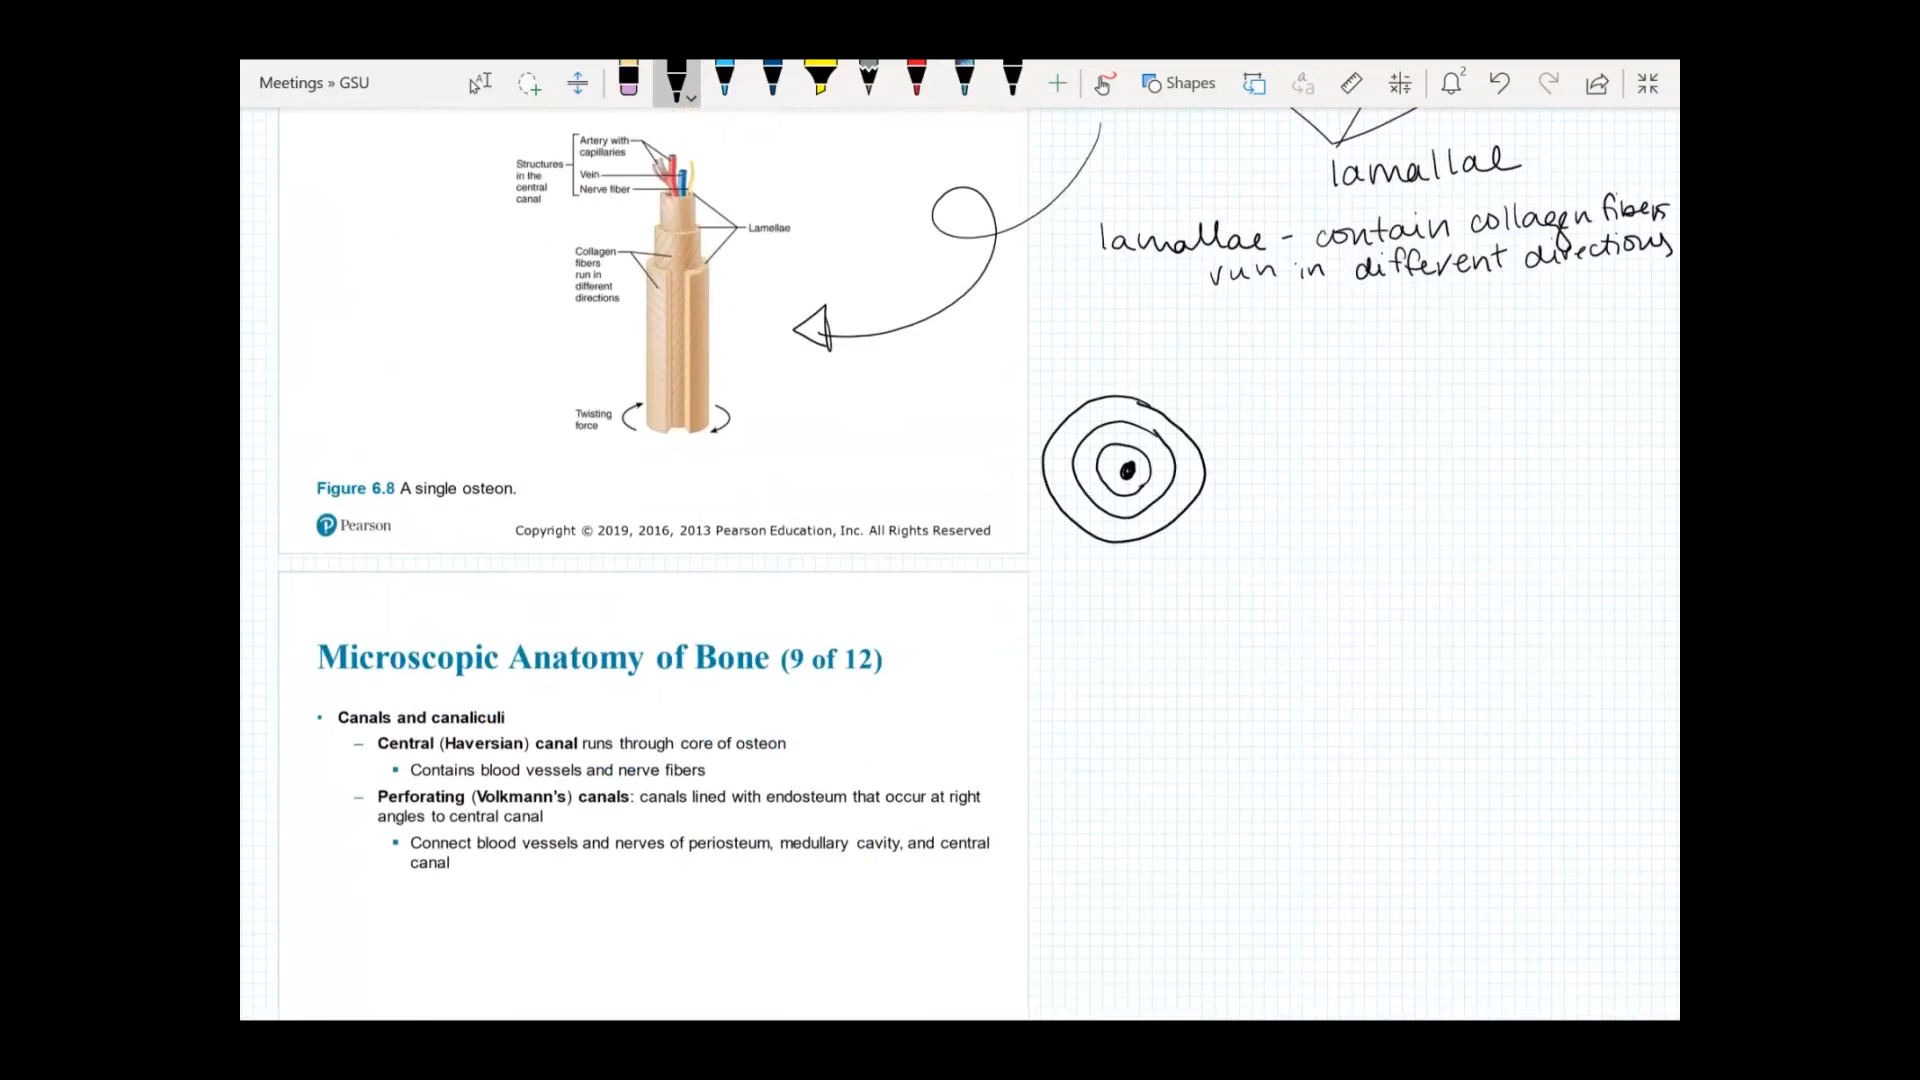 Meetings » GSU
Shapes
2
Artery with
capillaries
Structures
in the
central
canal
Vein
Nerve fiber
Lamellae
Collagen
fibers
run in
different
directions
Twisting
force
Figure 6.8 A single osteon.
Pearson
Copyright © 2019, 2016, 2013 Pearson Education, Inc. All Rights Reserved
lamallae
lamallae - contain collagen fibers
run in different directions
Microscopic Anatomy of Bone (9 of 12)
• Canals and canaliculi
– Central (Haversian) canal runs through core of osteon
▪ Contains blood vessels and nerve fibers
– Perforating (Volkmann's) canals: canals lined with endosteum that occur at right
angles to central canal
▪ Connect blood vessels and nerves of periosteum, medullary cavity, and central
canal